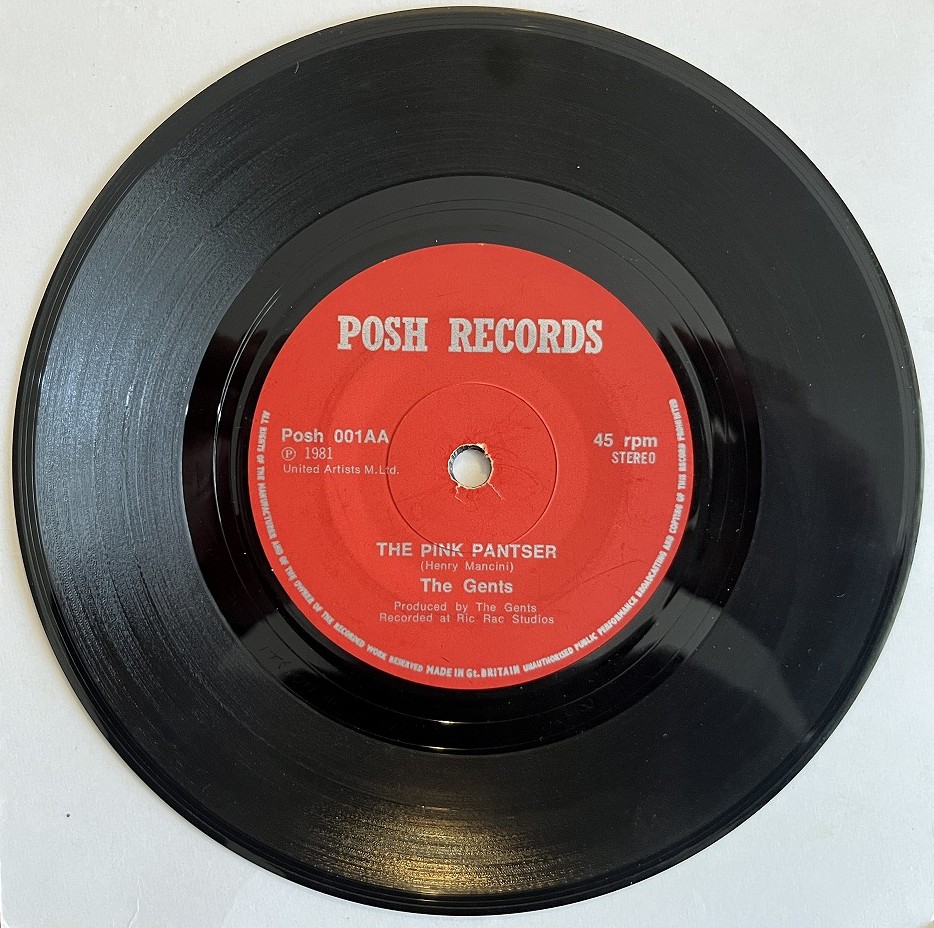 POSH RECORDS
Posh 001AA
℗ 1981
United Artists M.Ltd.
45 rpm
STEREO
THE PINK PANTSER
(Henry Mancini)
The Gents
Produced by The Gents
Recorded at Ric Rac Studios
ALL RIGHTS OF THE MANUFACTURER AND OF THE OWNER OF THE RECORDED WORK RESERVED MADE IN Gt. BRITAIN UNAUTHORISED PUBLIC PERFORMANCE BROADCASTING AND COPYING OF THIS RECORD PROHIBITED